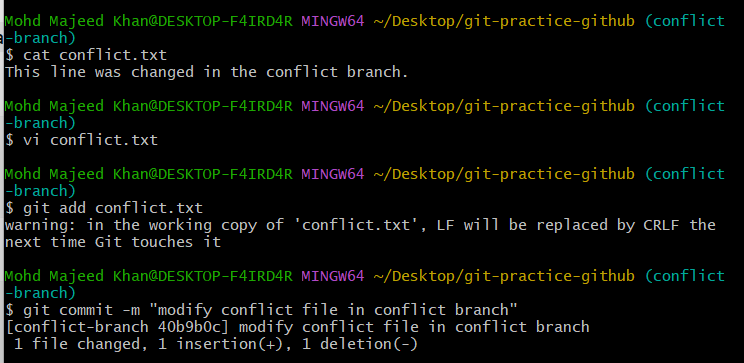 Mohd Majeed Khan@DESKTOP-F4IRD4R MINGW64 ~/Desktop/git-practice-github (conflict
-branch)
$ cat conflict.txt
This line was changed in the conflict branch.
Mohd Majeed Khan@DESKTOP-F4IRD4R MINGW64 ~/Desktop/git-practice-github (conflict
-branch)
$ vi conflict.txt
Mohd Majeed Khan@DESKTOP-F4IRD4R MINGW64 ~/Desktop/git-practice-github (conflict
-branch)
$ git add conflict.txt
warning: in the working copy of 'conflict.txt', LF will be replaced by CRLF the
next time Git touches it
Mohd Majeed Khan@DESKTOP-F4IRD4R MINGW64 ~/Desktop/git-practice-github (conflict
-branch)
$ git commit -m "modify conflict file in conflict branch"
[conflict-branch 40b9b0c] modify conflict file in conflict branch
 1 file changed, 1 insertion(+), 1 deletion(-)